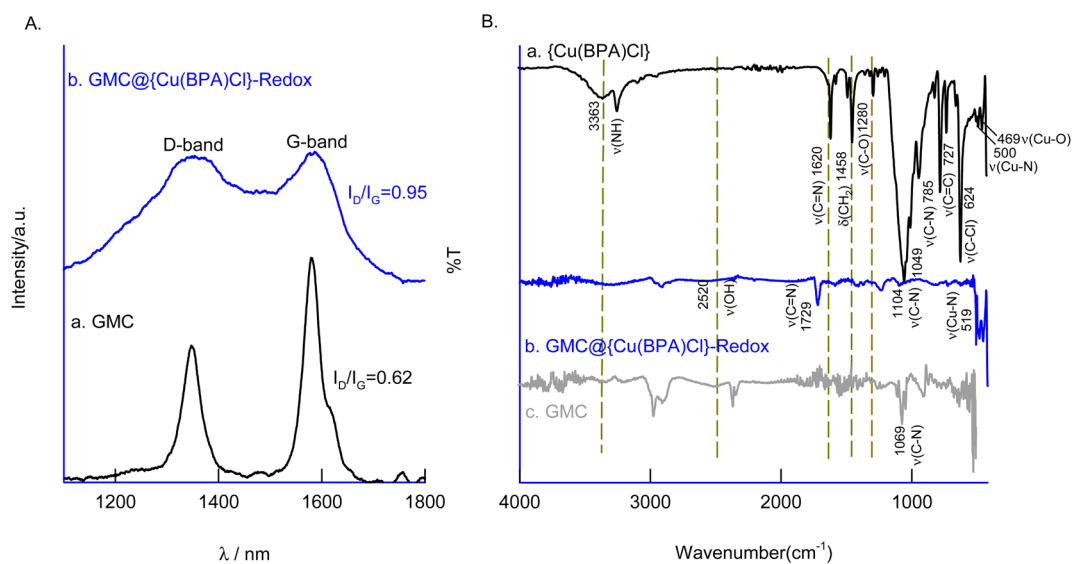 A.
b. GMC@{Cu(BPA)Cl}-Redox
D-band
G-band
I_D/I_G=0.95
a. GMC
I_D/I_G=0.62
Intensity/a.u.
1200
1400
1600
1800
λ / nm
B.
a. {Cu(BPA)Cl}
3363
ν(NH)
ν(C=N) 1620
δ(CH₂) 1458
ν(C-O) 1280
ν(C-N) 1049
ν(C-N) 785
ν(C=C) 727
ν(C-Cl) 624
469ν(Cu-O)
500
ν(Cu-N)
%T
2520
ν(OH)
ν(C=N)
1729
1104
ν(Cu-N)
519
b. GMC@{Cu(BPA)Cl}-Redox
c. GMC
1069
ν(C-N)
4000
3000
2000
1000
Wavenumber(cm⁻¹)